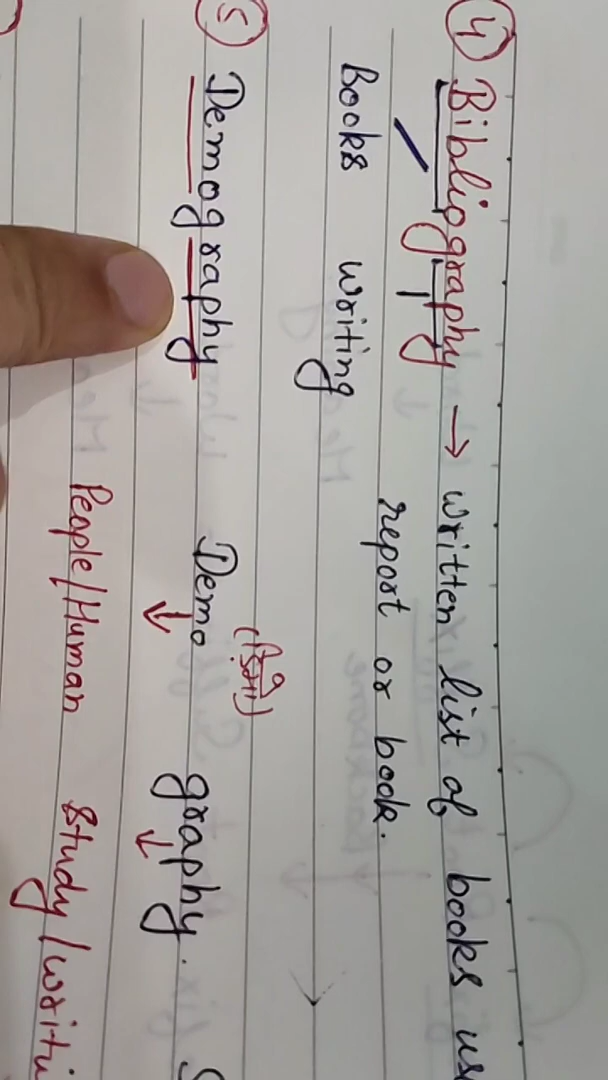 4) Bibliography → written list of books us
report or book.
Books writing
5) Demography Demo graphy.
People/Human Study/writi